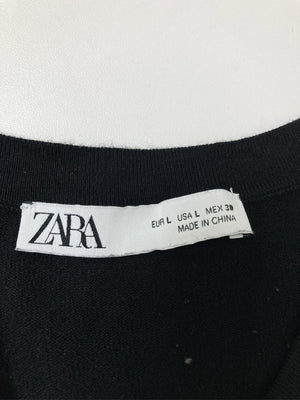 ZARA
EUR L USA L MEX 30
MADE IN CHINA